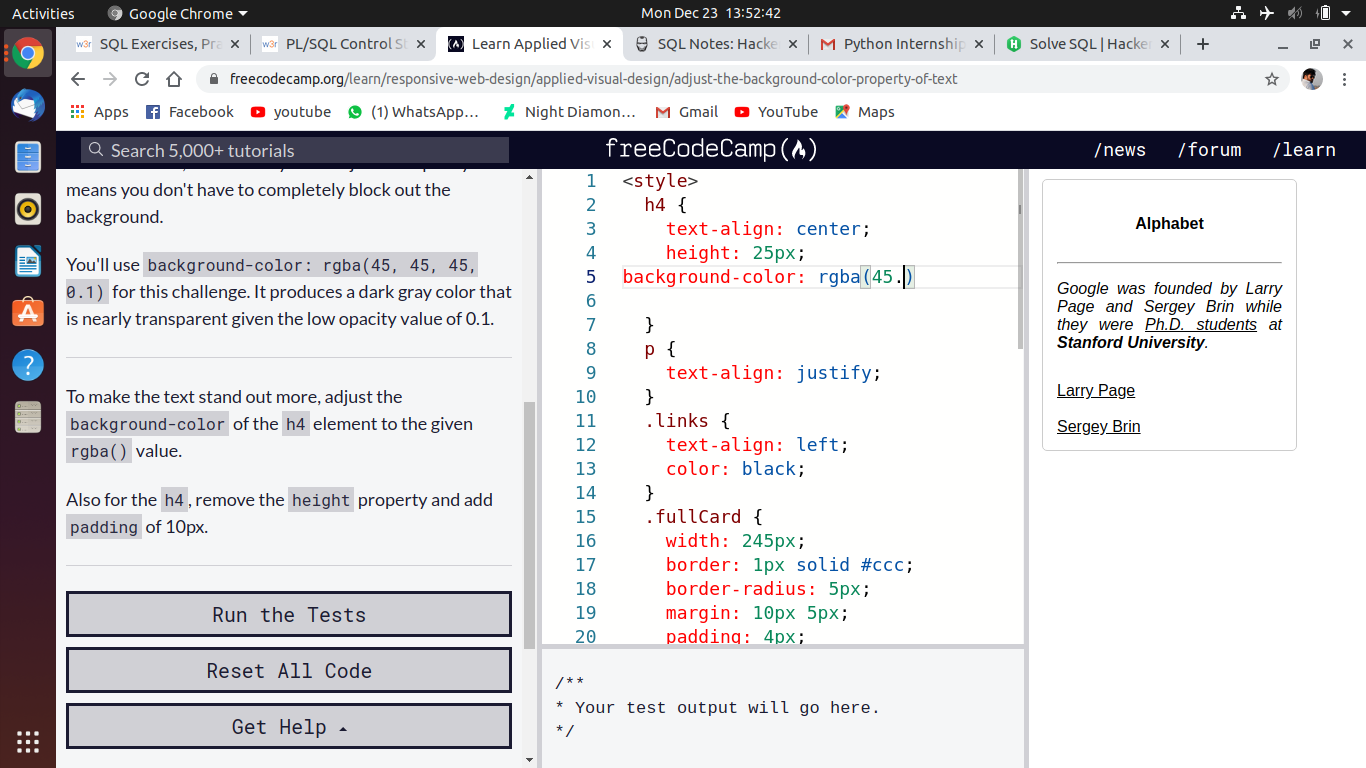 Activities
Google Chrome
Mon Dec 23 13:52:42
SQL Exercises, Pra
PL/SQL Control St
Learn Applied Visu
SQL Notes: Hacker
Python Internship
Solve SQL | Hacker
freecodecamp.org/learn/responsive-web-design/applied-visual-design/adjust-the-background-color-property-of-text
Apps
Facebook
youtube
(1) WhatsApp...
Night Diamon...
Gmail
YouTube
Maps
Search 5,000+ tutorials
freeCodeCamp
/news
/forum
/learn
means you don't have to completely block out the
background.
You'll use background-color: rgba(45, 45, 45,
0.1) for this challenge. It produces a dark gray color that
is nearly transparent given the low opacity value of 0.1.
To make the text stand out more, adjust the
background-color of the h4 element to the given
rgba() value.
Also for the h4, remove the height property and add
padding of 10px.
Run the Tests
Reset All Code
Get Help
1 <style>
2 h4 {
3 text-align: center;
4 height: 25px;
5 background-color: rgba(45.)
6
7 }
8 p {
9 text-align: justify;
10 }
11 .links {
12 text-align: left;
13 color: black;
14 }
15 .fullCard {
16 width: 245px;
17 border: 1px solid #ccc;
18 border-radius: 5px;
19 margin: 10px 5px;
20 padding: 4px;
/**
* Your test output will go here.
*/
Alphabet
Google was founded by Larry
Page and Sergey Brin while
they were Ph.D. students at
Stanford University.
Larry Page
Sergey Brin